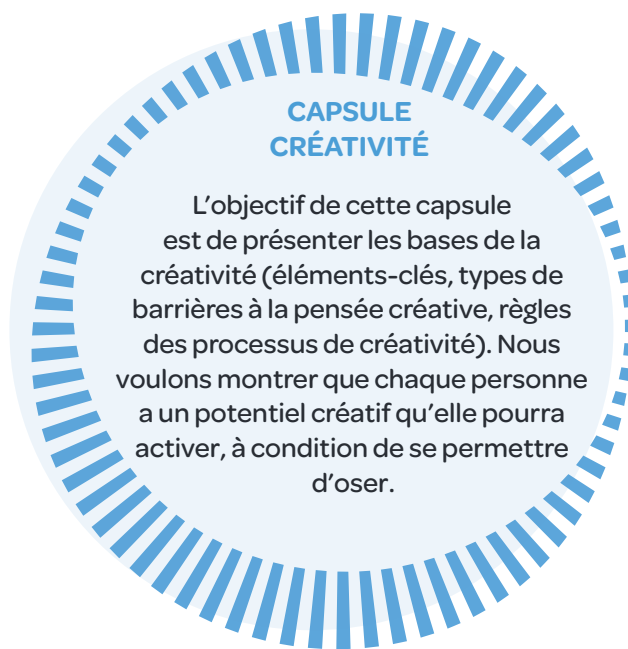 CAPSULE
CRÉATIVITÉ
L’objectif de cette capsule
est de présenter les bases de la
créativité (éléments-clés, types de
barrières à la pensée créative, règles
des processus de créativité). Nous
voulons montrer que chaque personne
a un potentiel créatif qu’elle pourra
activer, à condition de se permettre
d’oser.